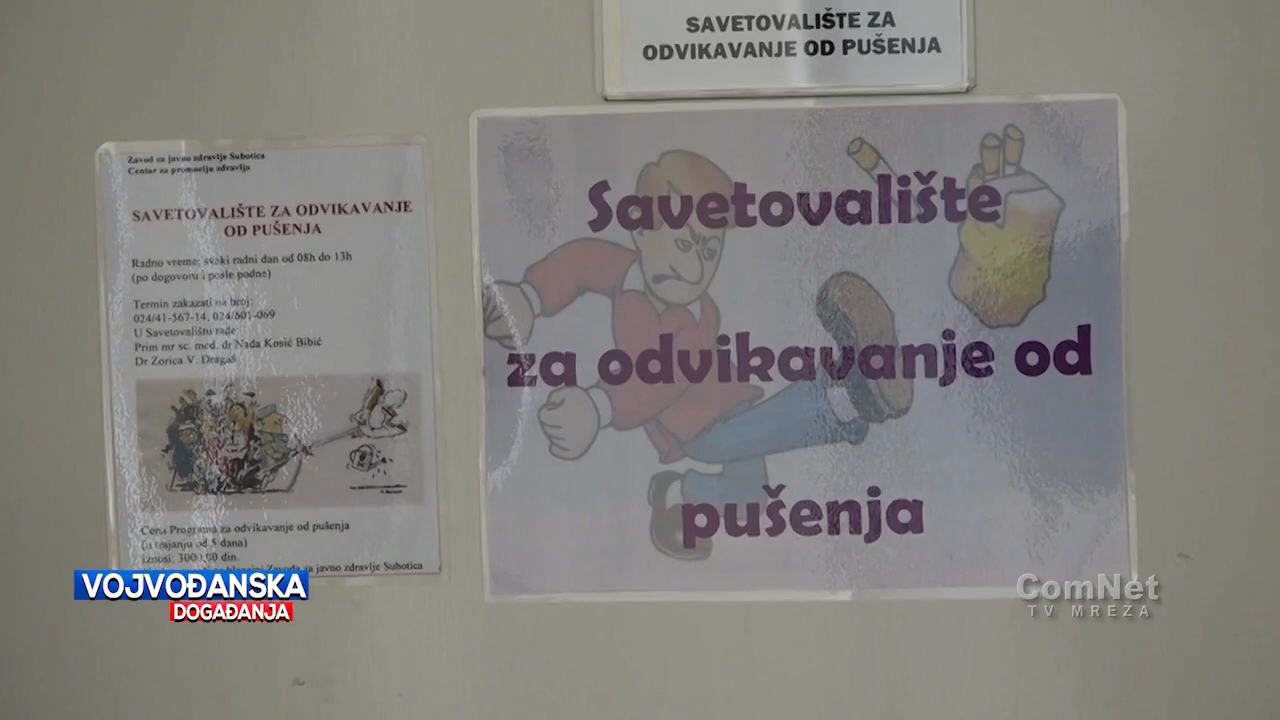 SAVETOVALIŠTE ZA
ODVIKAVANJE OD PUŠENJA
Zavod za javno zdravlje Subotica
Centar za promociju zdravlja
SAVETOVALIŠTE ZA ODVIKAVANJE
OD PUŠENJA
Radno vreme: svaki radni dan od 08h do 13h
(po dogovoru i posle podne)
Termin zakazati na broj:
024/41-567-14, 024/601-069
U Savetovalištu rade
Prim mr sc. med. dr Nada Kosić Bibić
Dr Zorica V. Dragaš
Cena Programa za odvikavanje od pušenja
(u trajanju od 5 dana)
iznosi: 3000,00 din.
Zavoda za javno zdravlje Subotica
Savetovalište
za odvikavanje od
pušenja
VOJVOĐANSKA
DOGAĐANJA
ComNet
TV MREŽA